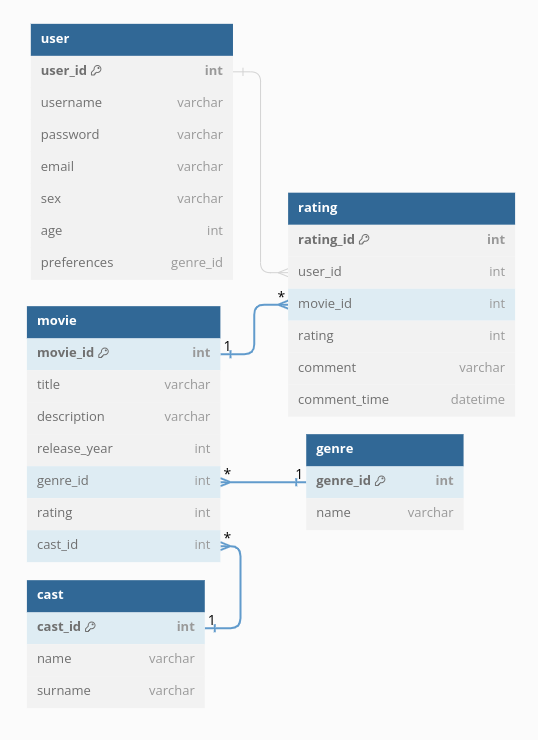 user
user_id int
username varchar
password varchar
email varchar
sex varchar
age int
preferences genre_id
rating
rating_id int
user_id int
* movie_id int
rating int
comment varchar
comment_time datetime
movie
movie_id int 1
title varchar
description varchar
release_year int
genre_id int *
rating int
cast_id int *
genre
1 genre_id int
name varchar
cast
cast_id int 1
name varchar
surname varchar